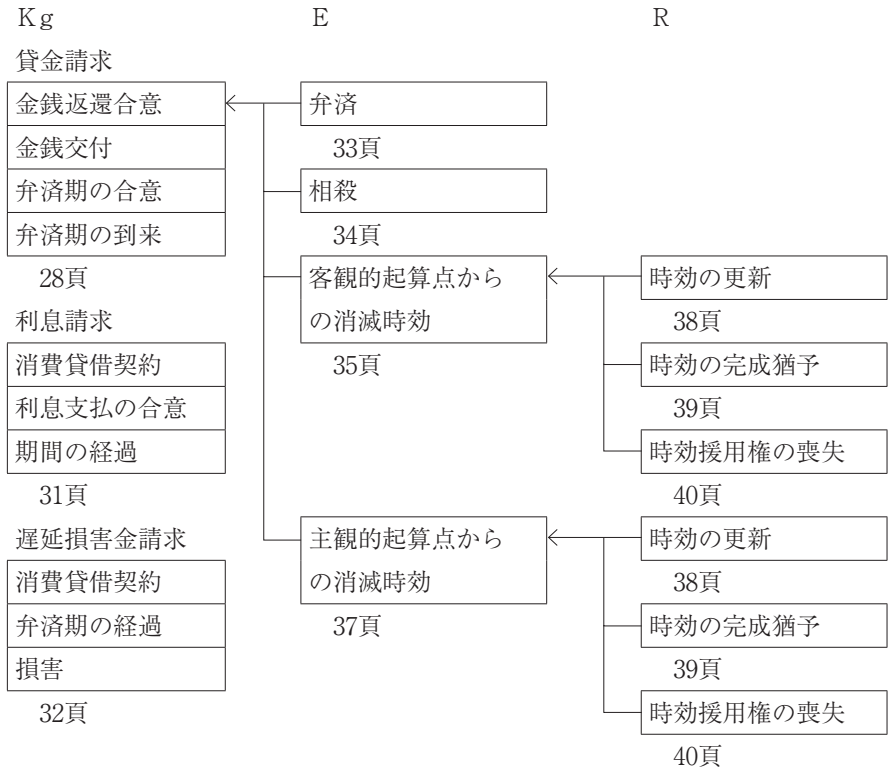 Ｋｇ
Ｅ
Ｒ
貸金請求
金銭返還合意
金銭交付
弁済期の合意
弁済期の到来
28頁
利息請求
消費貸借契約
利息支払の合意
期間の経過
31頁
遅延損害金請求
消費貸借契約
弁済期の経過
損害
32頁
弁済
33頁
相殺
34頁
客観的起算点から
の消滅時効
35頁
主観的起算点から
の消滅時効
37頁
時効の更新
38頁
時効の完成猶予
39頁
時効援用権の喪失
40頁
時効の更新
38頁
時効の完成猶予
39頁
時効援用権の喪失
40頁